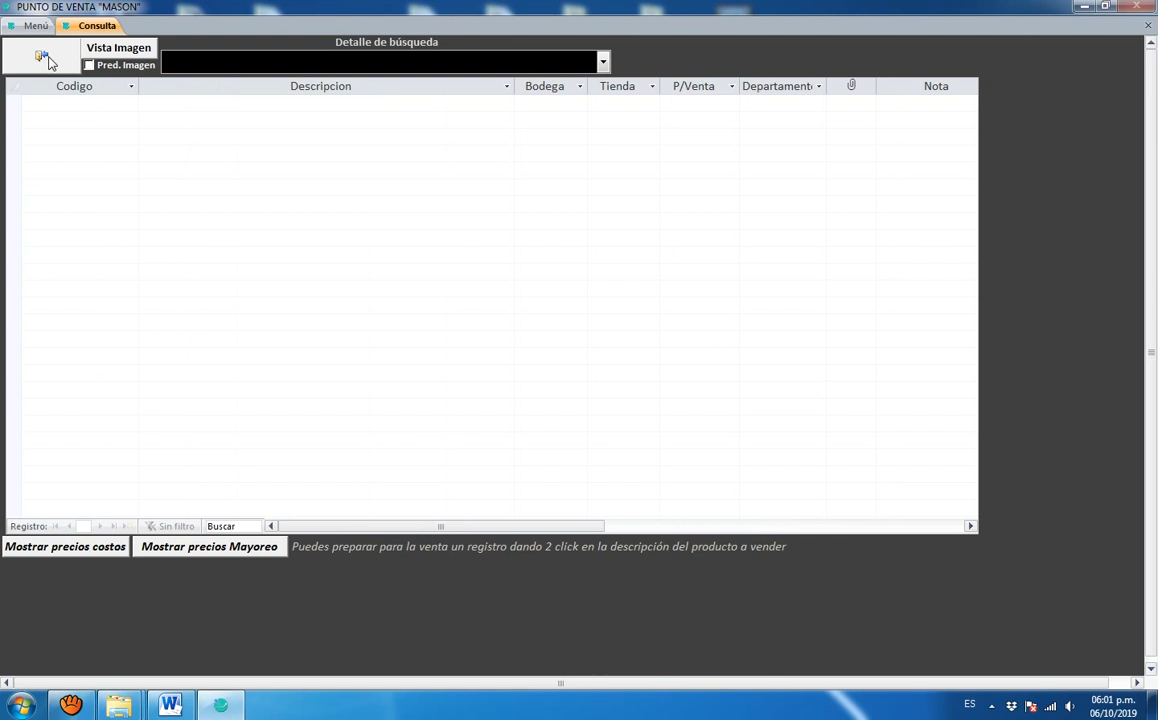 PUNTO DE VENTA "MASON"
Menú
Consulta
Vista Imagen
Pred. Imagen
Detalle de búsqueda
Codigo
Descripcion
Bodega
Tienda
P/Venta
Departament
Nota
Registro:
Sin filtro
Buscar
Mostrar precios costos
Mostrar precios Mayoreo
Puedes preparar para la venta un registro dando 2 click en la descripción del producto a vender
ES
06:01 p.m.
06/10/2019